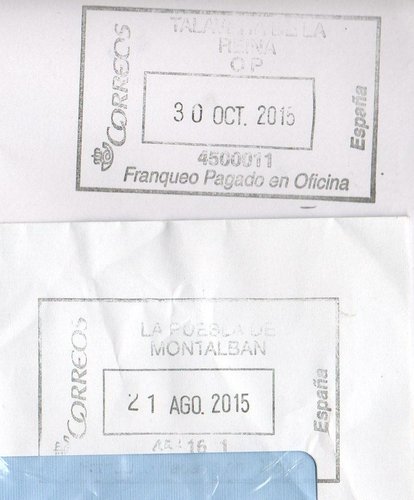 CORREOS
TALAVERA DE LA
REINA
O P
30 OCT. 2015
4500011
Franqueo Pagado en Oficina
España
CORREOS
LA PUEBLA DE
MONTALBAN
21 AGO. 2015
España